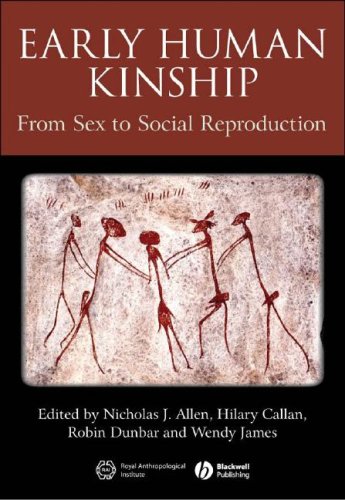 EARLY HUMAN
KINSHIP
From Sex to Social Reproduction
Edited by Nicholas J. Allen, Hilary Callan,
Robin Dunbar and Wendy James
RAI
Royal Anthropological
Institute
Blackwell
Publishing